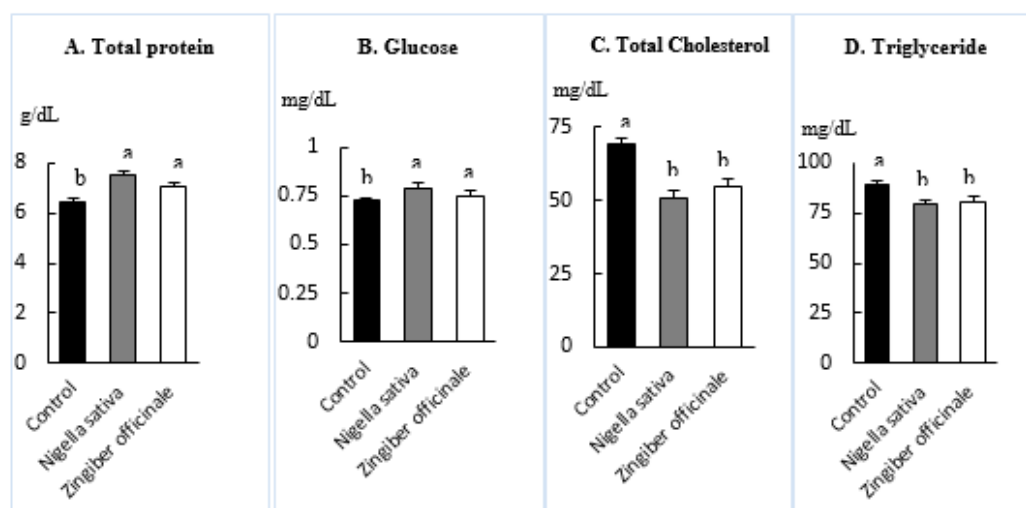 A. Total protein
g/dL
8
6
4
2
0
b
a
a
Control
Nigella sativa
Zingiber officinale
B. Glucose
mg/dL
1
0.75
0.5
0.25
0
b
a
a
Control
Nigella sativa
Zingiber officinale
C. Total Cholesterol
mg/dL
75
50
25
0
a
b
b
Control
Nigella sativa
Zingiber officinale
D. Triglyceride
mg/dL
100
75
50
25
0
a
b
b
Control
Nigella sativa
Zingiber officinale